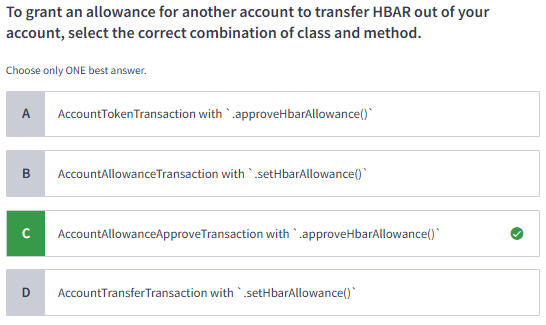 To grant an allowance for another account to transfer HBAR out of your
account, select the correct combination of class and method.
Choose only ONE best answer.
A AccountTokenTransaction with `.approveHbarAllowance()`
B AccountAllowanceTransaction with `.setHbarAllowance()`
C AccountAllowanceApproveTransaction with `.approveHbarAllowance()`
D AccountTransferTransaction with `.setHbarAllowance()`